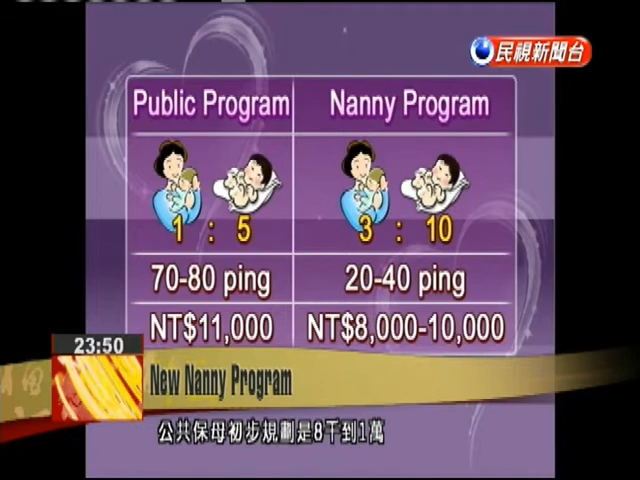 民視新聞台
Public Program Nanny Program
1 : 5 3 : 10
70-80 ping 20-40 ping
NT$11,000 NT$8,000-10,000
23:50
New Nanny Program
公共保母初步規劃是8千到1萬